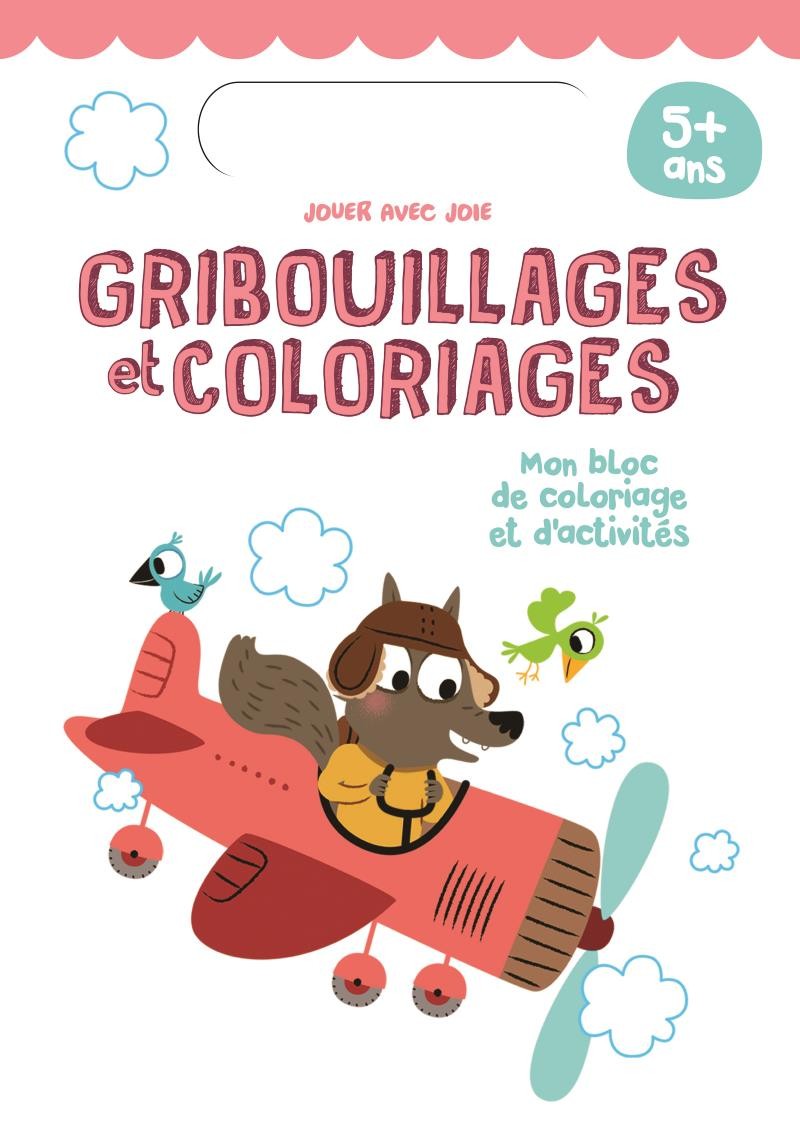 5+
ans
JOUER AVEC JOIE
GRIBOUILLAGES
et COLORIAGES
Mon bloc
de coloriage
et d'activités